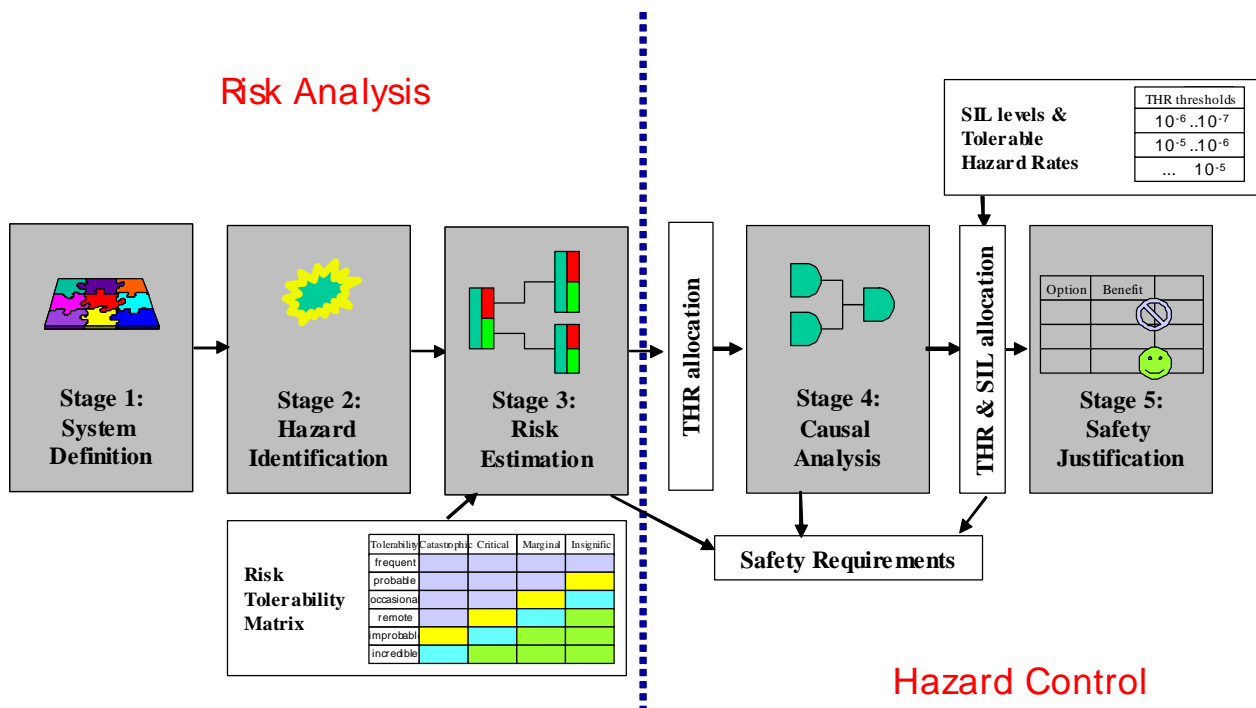 Risk Analysis
SIL levels &
Tolerable
Hazard Rates
THR thresholds
10⁻⁶ ..10⁻⁷
10⁻⁵ ..10⁻⁶
... 10⁻⁵
Stage 1:
System
Definition
Stage 2:
Hazard
Identification
Stage 3:
Risk
Estimation
THR allocation
Stage 4:
Causal
Analysis
THR & SIL allocation
Option Benefit
Stage 5:
Safety
Justification
Safety Requirements
Risk
Tolerability
Matrix
Tolerability Catastrophic Critical Marginal Insignific
frequent
probable
occasional
remote
improbabl
incredible
Hazard Control